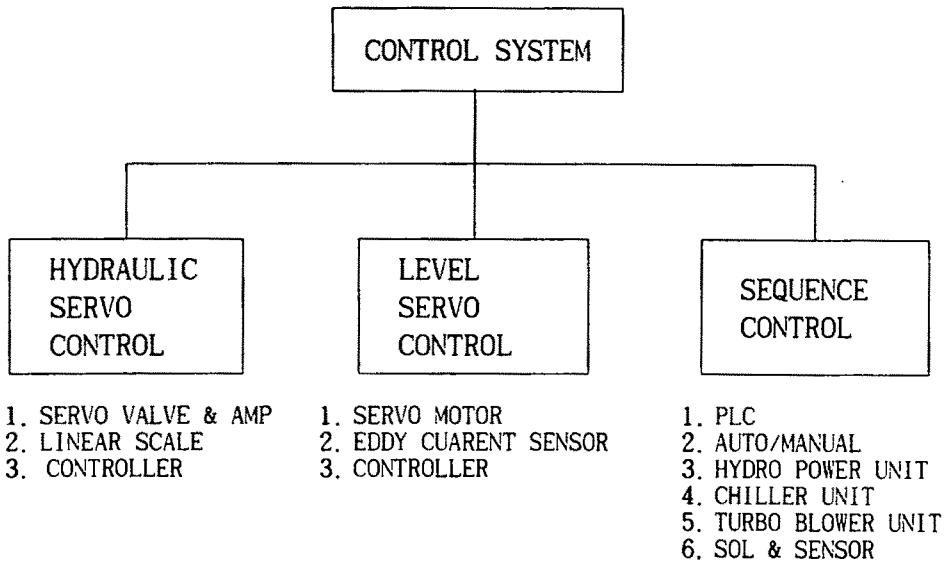 CONTROL SYSTEM
HYDRAULIC
SERVO
CONTROL
1. SERVO VALVE & AMP
2. LINEAR SCALE
3. CONTROLLER
LEVEL
SERVO
CONTROL
1. SERVO MOTOR
2. EDDY CUARENT SENSOR
3. CONTROLLER
SEQUENCE
CONTROL
1. PLC
2. AUTO/MANUAL
3. HYDRO POWER UNIT
4. CHILLER UNIT
5. TURBO BLOWER UNIT
6. SOL & SENSOR